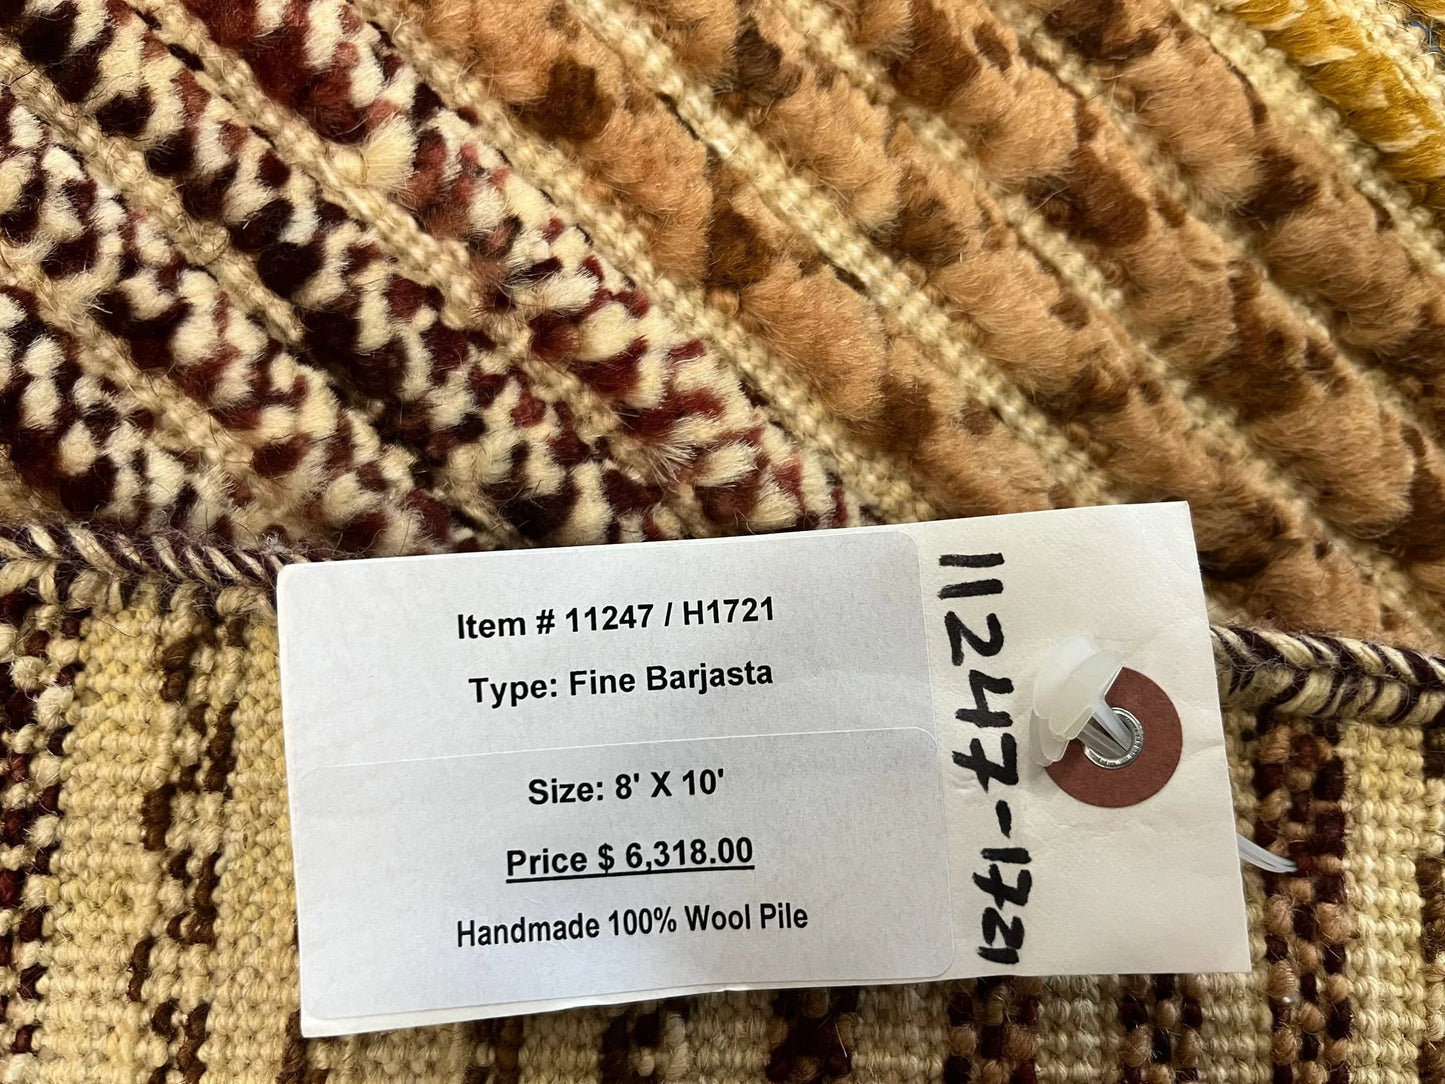 Item # 11247 / H1721
Type: Fine Barjasta
Size: 8' X 10'
Price $ 6,318.00
Handmade 100% Wool Pile
11247-1721